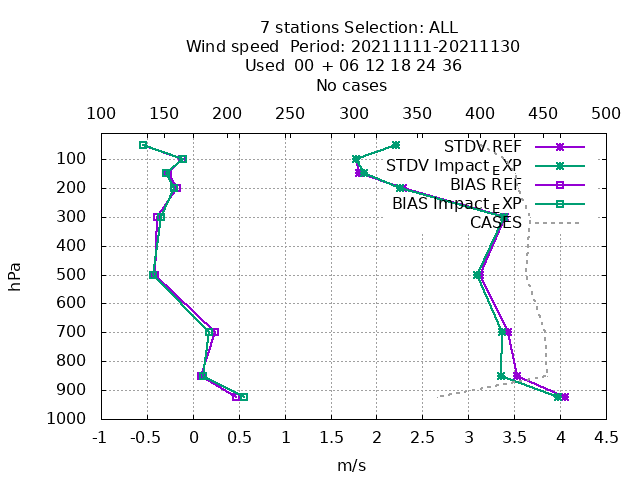 7 stations Selection: ALL
Wind speed  Period: 20211111-20211130
Used  00 + 06 12 18 24 36
No cases
100 150 200 250 300 350 400 450 500
STDV REF
STDV Impact_EXP
BIAS REF
BIAS Impact_EXP
CASES
100
200
300
400
500
600
700
800
900
1000
hPa
-1 -0.5 0 0.5 1 1.5 2 2.5 3 3.5 4 4.5
m/s